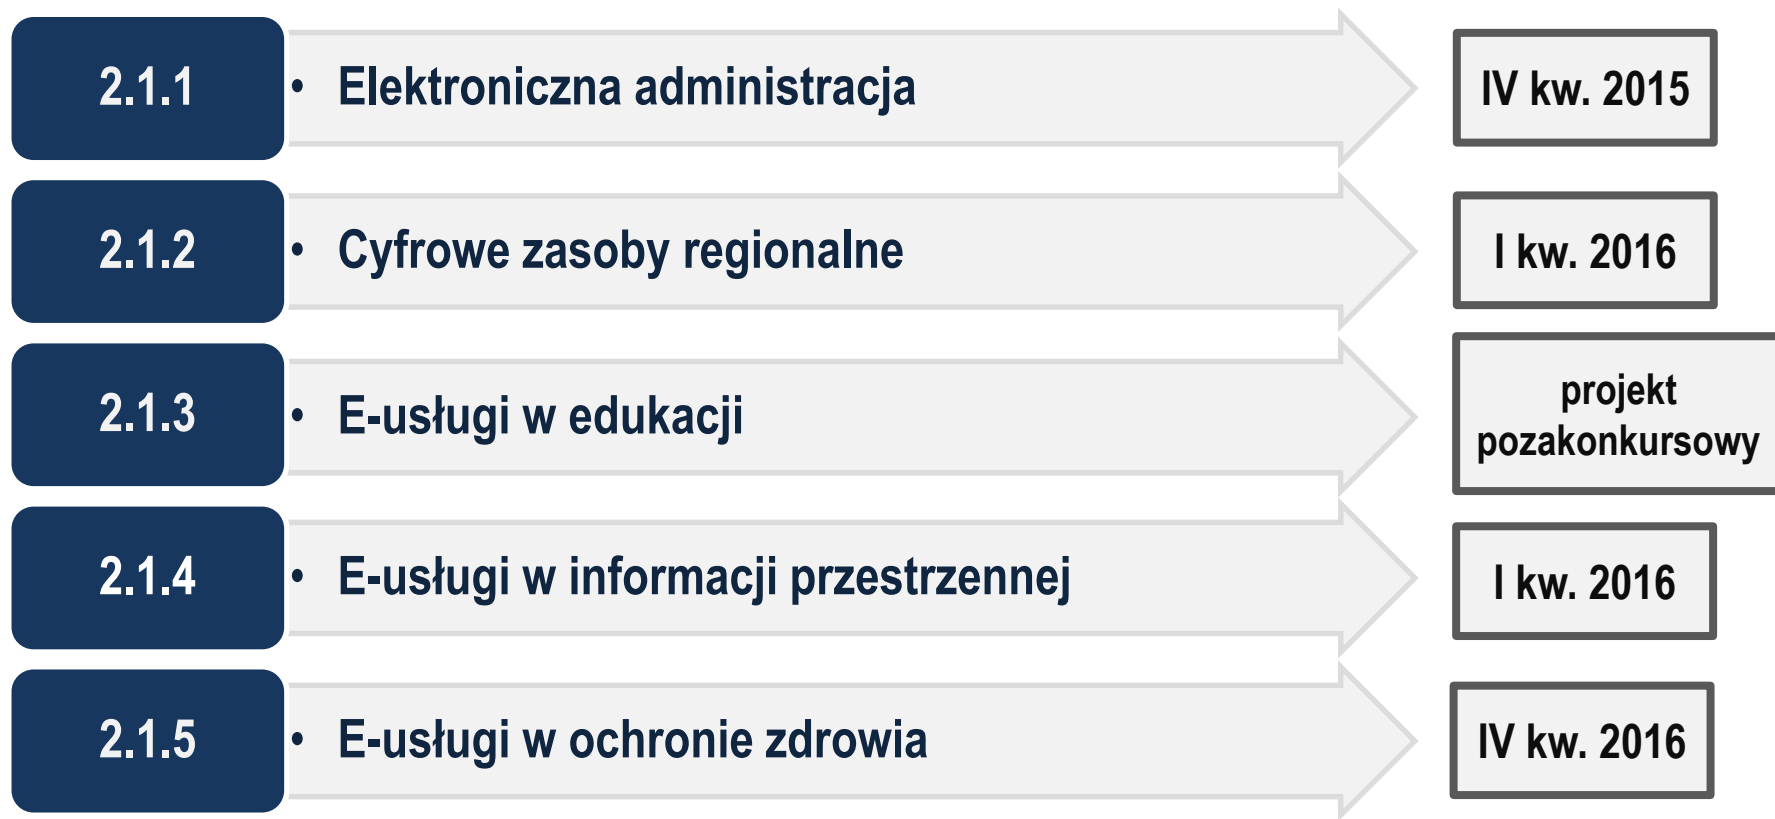 2.1.1
• Elektroniczna administracja
IV kw. 2015
2.1.2
• Cyfrowe zasoby regionalne
I kw. 2016
2.1.3
• E-usługi w edukacji
projekt
pozakonkursowy
2.1.4
• E-usługi w informacji przestrzennej
I kw. 2016
2.1.5
• E-usługi w ochronie zdrowia
IV kw. 2016